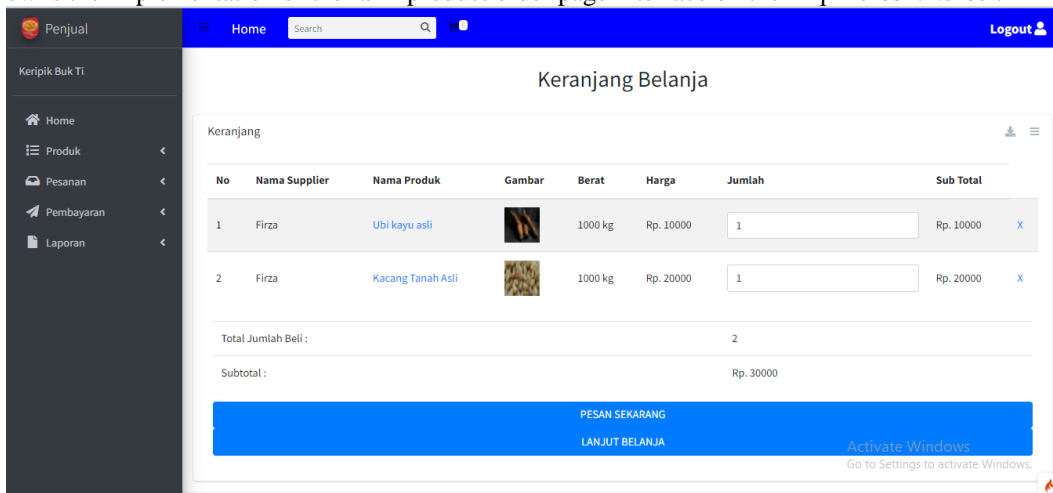 Penjual
Home
Search
Logout
Keripik Buk Ti
Keranjang Belanja
Home
Produk
Pesanan
Pembayaran
Laporan
Keranjang
No Nama Supplier Nama Produk Gambar Berat Harga Jumlah Sub Total
1 Firza Ubi kayu asli 1000 kg Rp. 10000 1 Rp. 10000 X
2 Firza Kacang Tanah Asli 1000 kg Rp. 20000 1 Rp. 20000 X
Total Jumlah Beli : 2
Subtotal : Rp. 30000
PESAN SEKARANG
LANJUT BELANJA
Activate Windows
Go to Settings to activate Windows.